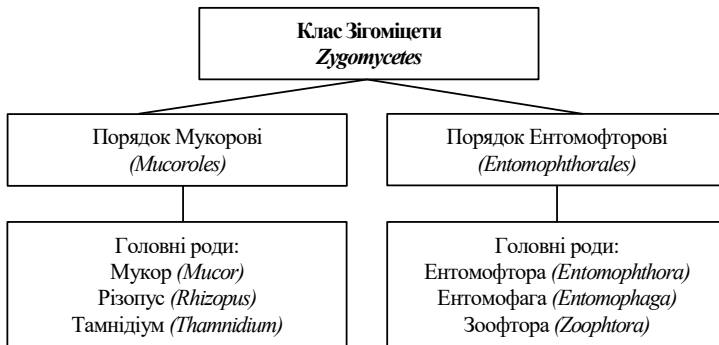 Клас Зігоміцети
Zygomycetes
Порядок Мукорові
(Mucoroles)
Порядок Ентомофторові
(Entomophthorales)
Головні роди:
Мукор (Mucor)
Різопус (Rhizopus)
Тамнідіум (Thamnidium)
Головні роди:
Ентомофтора (Entomophthora)
Ентомофага (Entomophaga)
Зоофтора (Zoophtora)